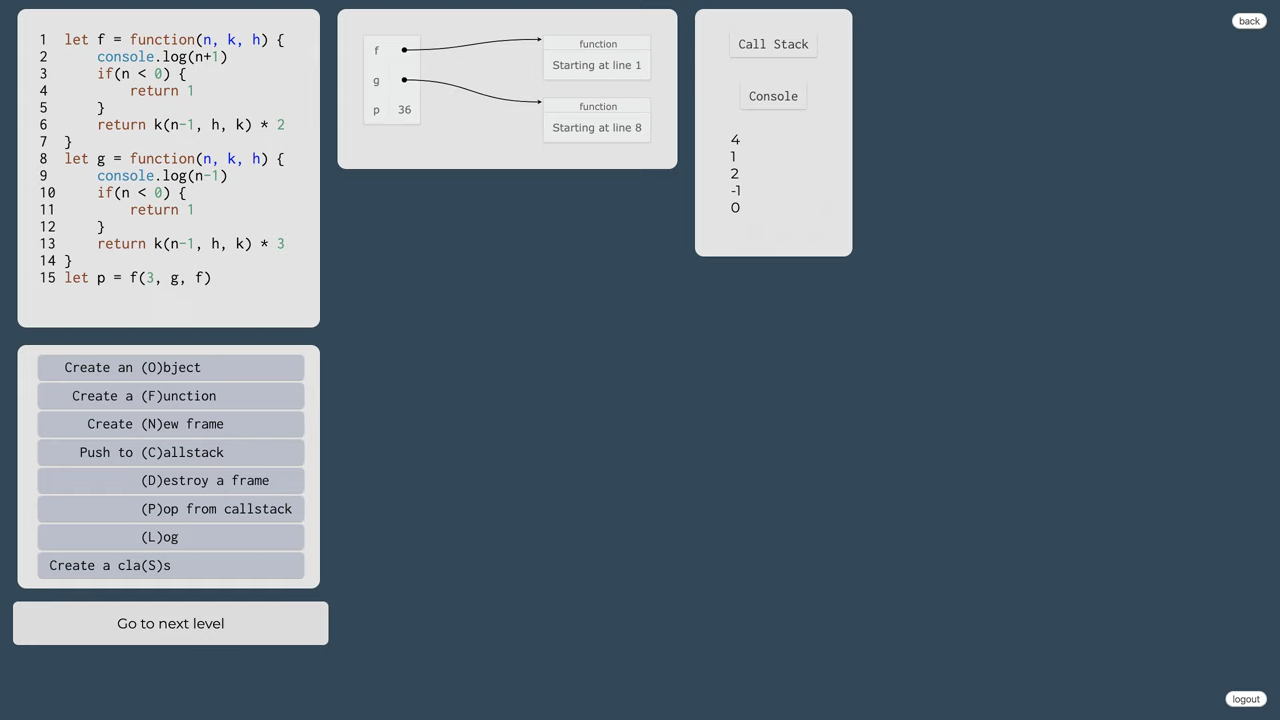 1 let f = function(n, k, h) {
2 console.log(n+1)
3 if(n < 0) {
4 return 1
5 }
6 return k(n-1, h, k) * 2
7 }
8 let g = function(n, k, h) {
9 console.log(n-1)
10 if(n < 0) {
11 return 1
12 }
13 return k(n-1, h, k) * 3
14 }
15 let p = f(3, g, f)
Create an (O)bject
Create a (F)unction
Create (N)ew frame
Push to (C)allstack
(D)estroy a frame
(P)op from callstack
(L)og
Create a cla(S)s
Go to next level
f
g
p 36
function
Starting at line 1
function
Starting at line 8
Call Stack
Console
4
1
2
-1
0
back
logout